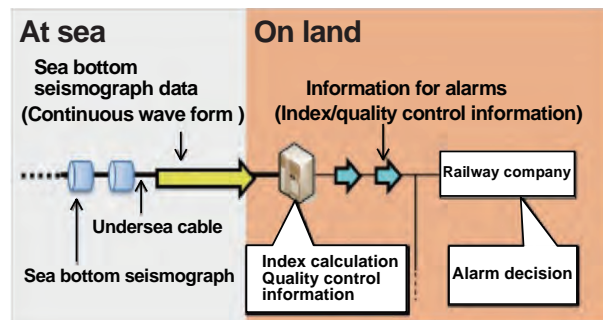 At sea
On land
Sea bottom
seismograph data
(Continuous wave form )
Information for alarms
(Index/quality control information)
Railway company
Undersea cable
Sea bottom seismograph
Index calculation
Quality control
information
Alarm decision